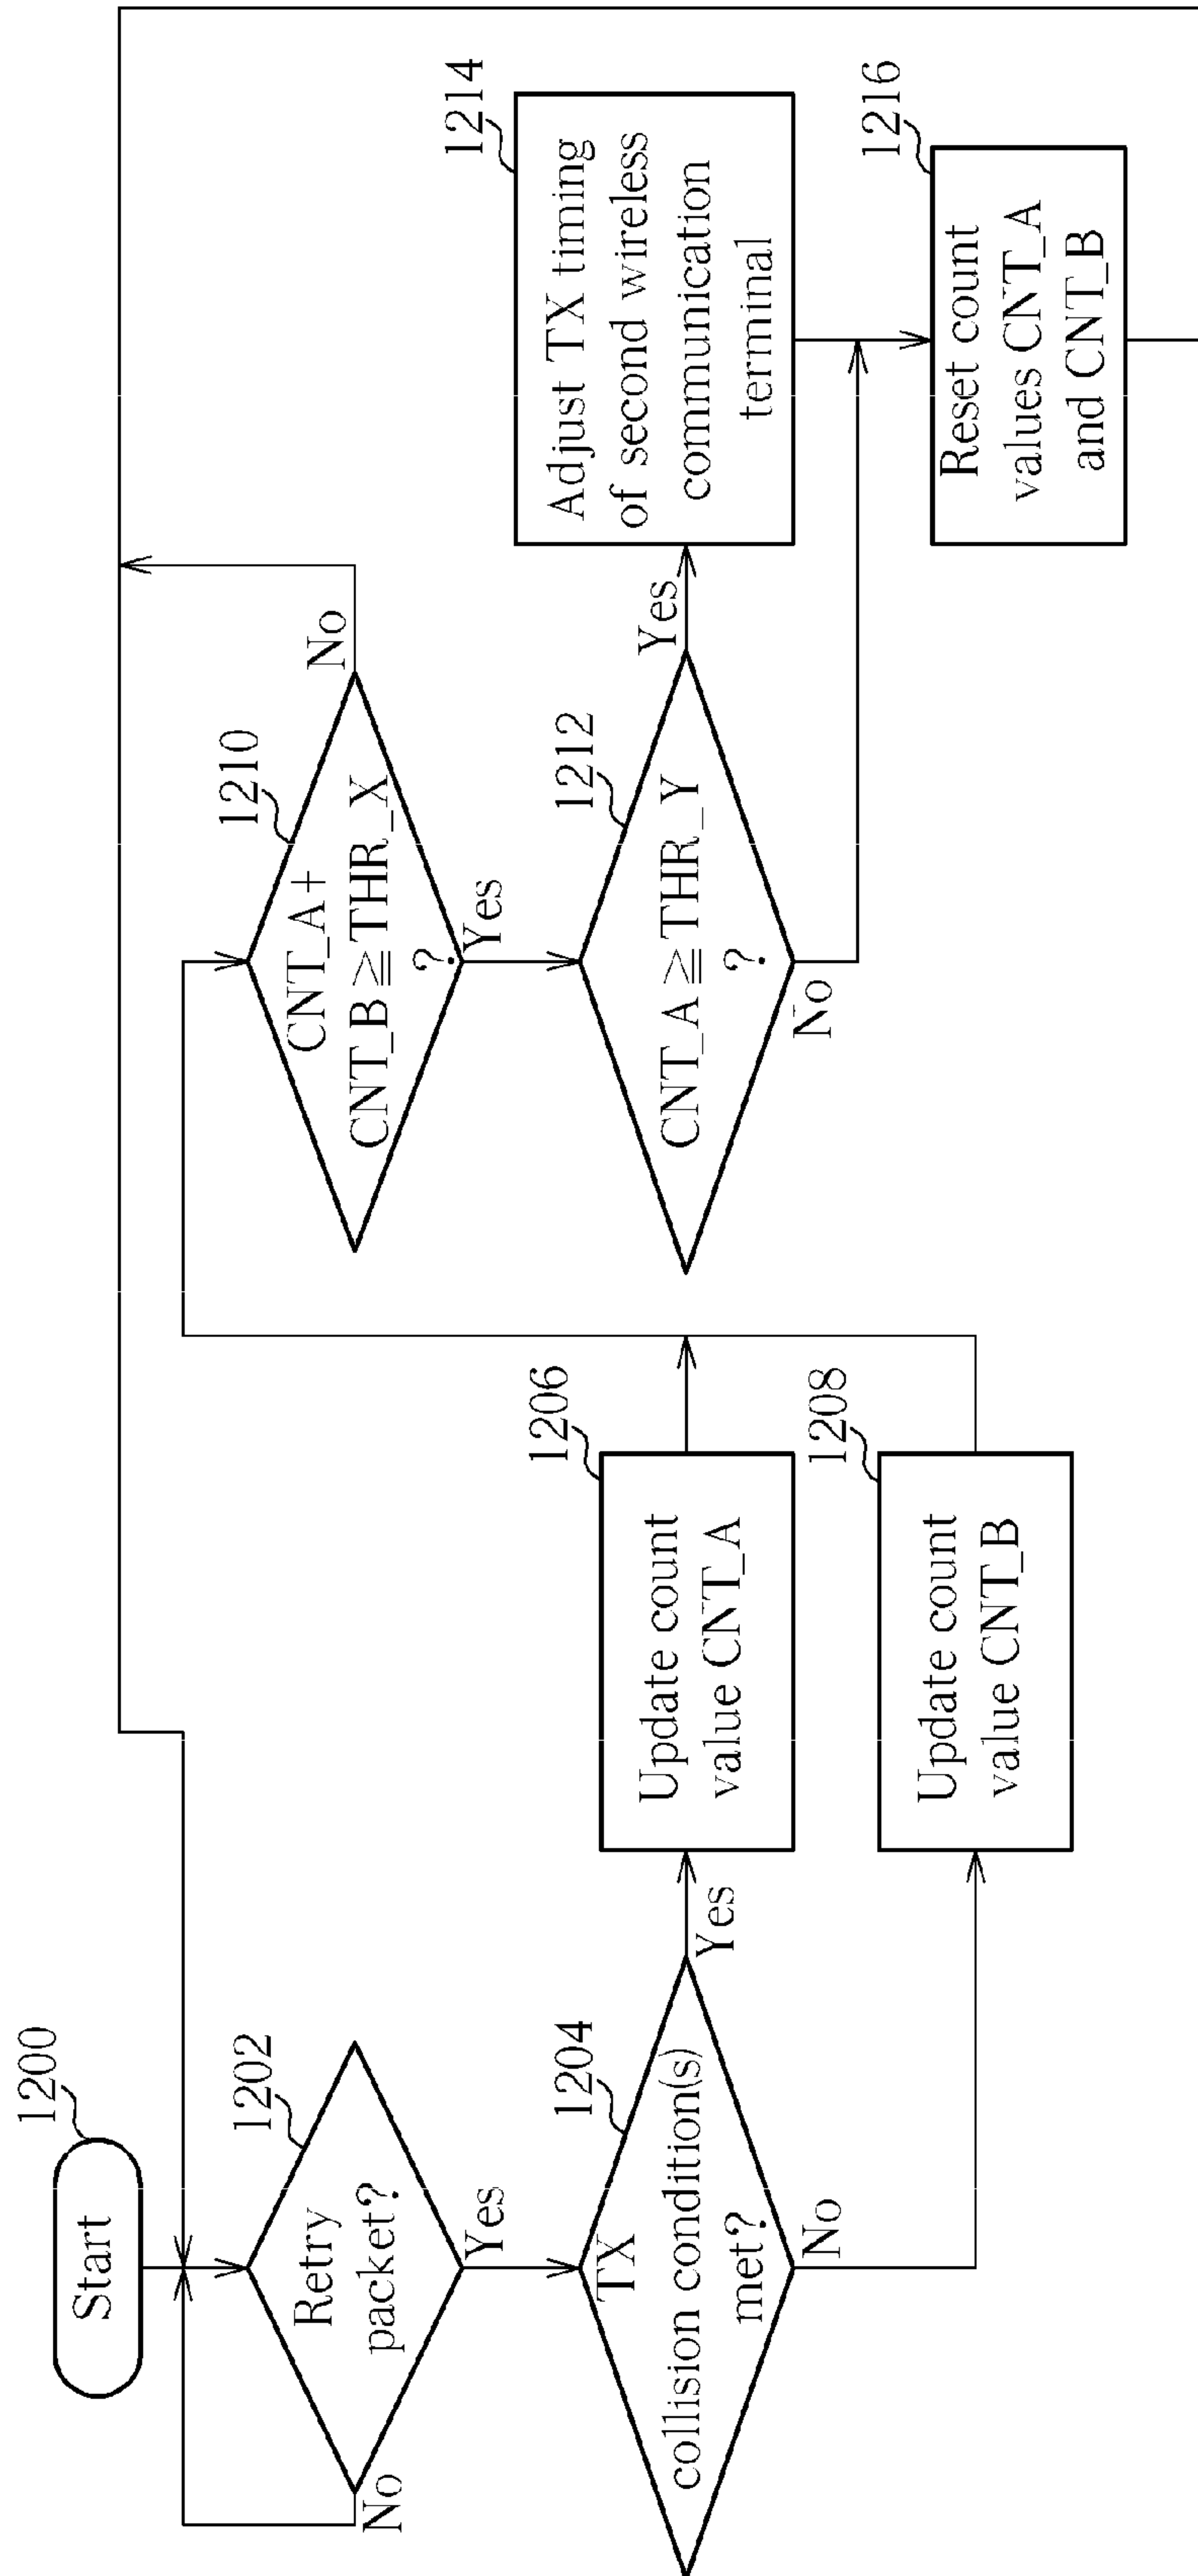 Start
1200
Retry
packet?
1202
No
Yes
TX
collision condition(s)
met?
1204
Yes
No
Update count
value CNT_A
1206
Update count
value CNT_B
1208
CNT_A+
CNT_B≧THR_X
?
1210
No
Yes
CNT_A≧THR_Y
?
1212
Yes
No
Adjust TX timing
of second wireless
communication
terminal
1214
Reset count
values CNT_A
and CNT_B
1216